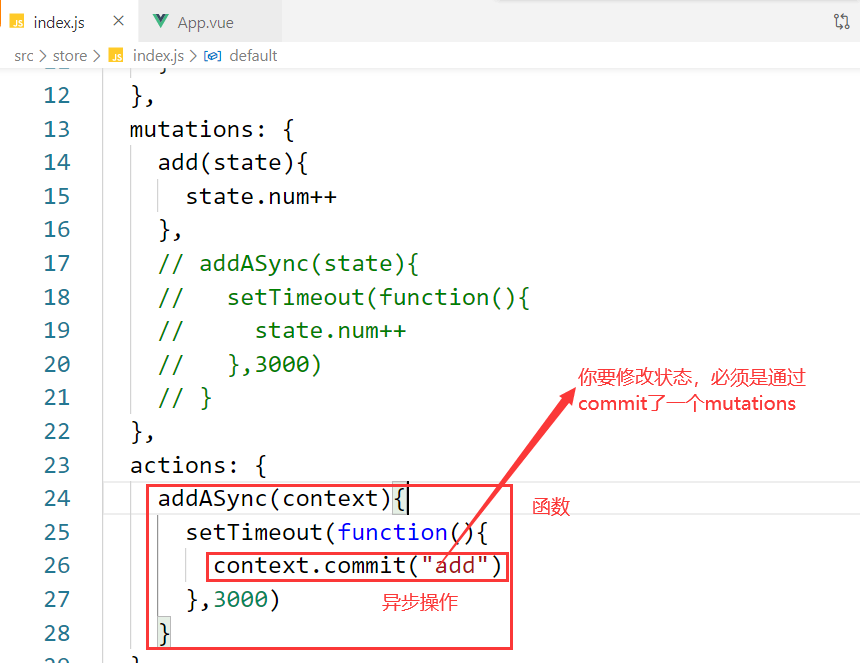 index.js
App.vue
src > store > index.js > default
12 },
13 mutations: {
14 add(state){
15 state.num++
16 },
17 // addASync(state){
18 // setTimeout(function(){
19 // state.num++
20 // },3000)
21 // }
22 },
23 actions: {
24 addASync(context){
25 setTimeout(function(){
26 context.commit("add")
27 },3000)
28 }
你要修改状态，必须是通过
commit了一个mutations
函数
异步操作